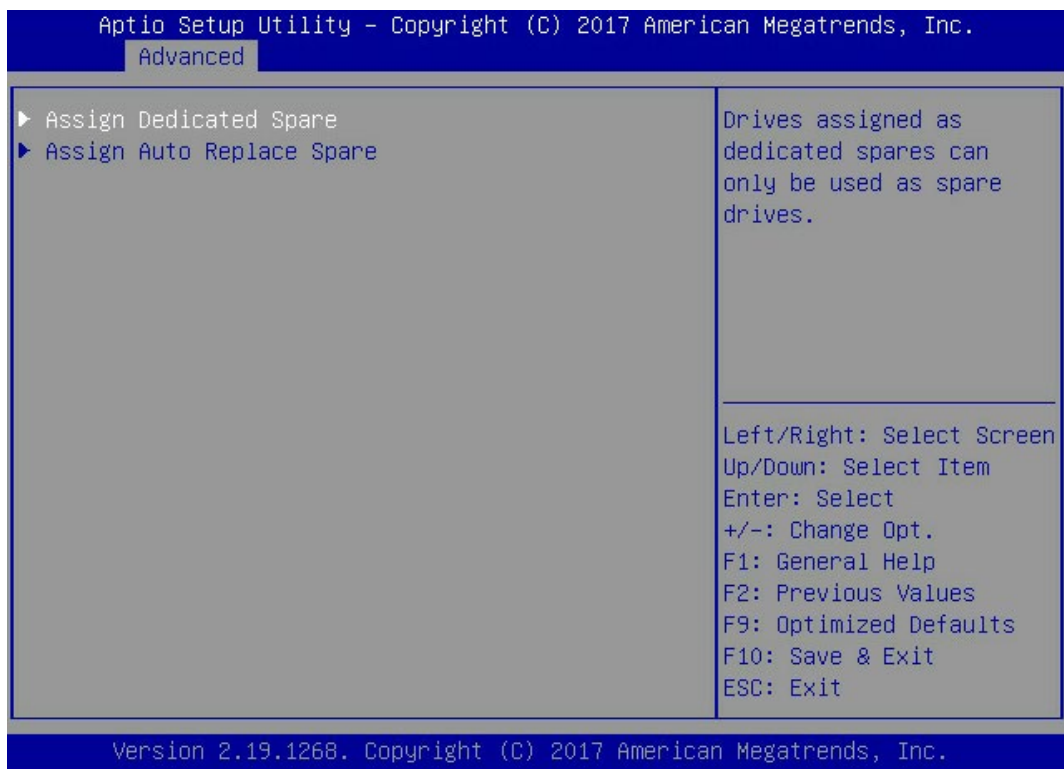 Aptio Setup Utility – Copyright (C) 2017 American Megatrends, Inc.
Advanced
Assign Dedicated Spare
Assign Auto Replace Spare
Drives assigned as
dedicated spares can
only be used as spare
drives.
Left/Right: Select Screen
Up/Down: Select Item
Enter: Select
+/-: Change Opt.
F1: General Help
F2: Previous Values
F9: Optimized Defaults
F10: Save & Exit
ESC: Exit
Version 2.19.1268. Copyright (C) 2017 American Megatrends, Inc.